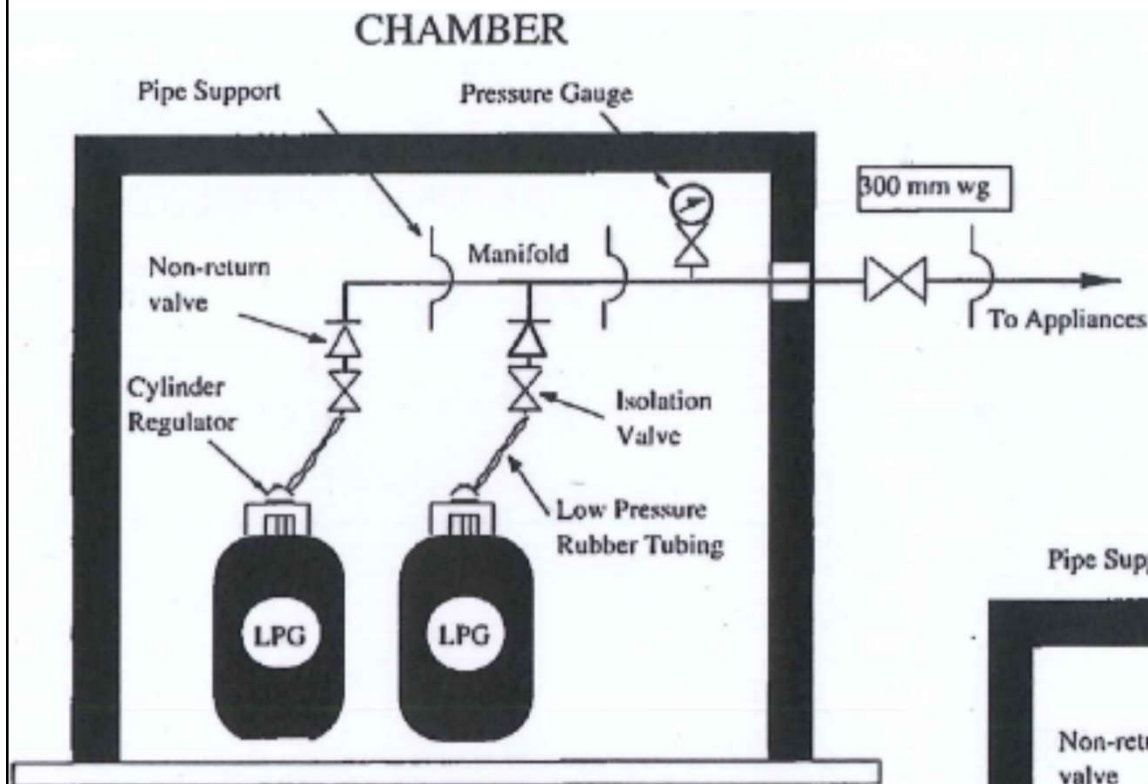 CHAMBER
Pipe Support
Pressure Gauge
300 mm wg
Manifold
Non-return
valve
To Appliances
Cylinder
Regulator
Isolation
Valve
Low Pressure
Rubber Tubing
LPG
LPG
Pipe Supp
Non-retu
valve